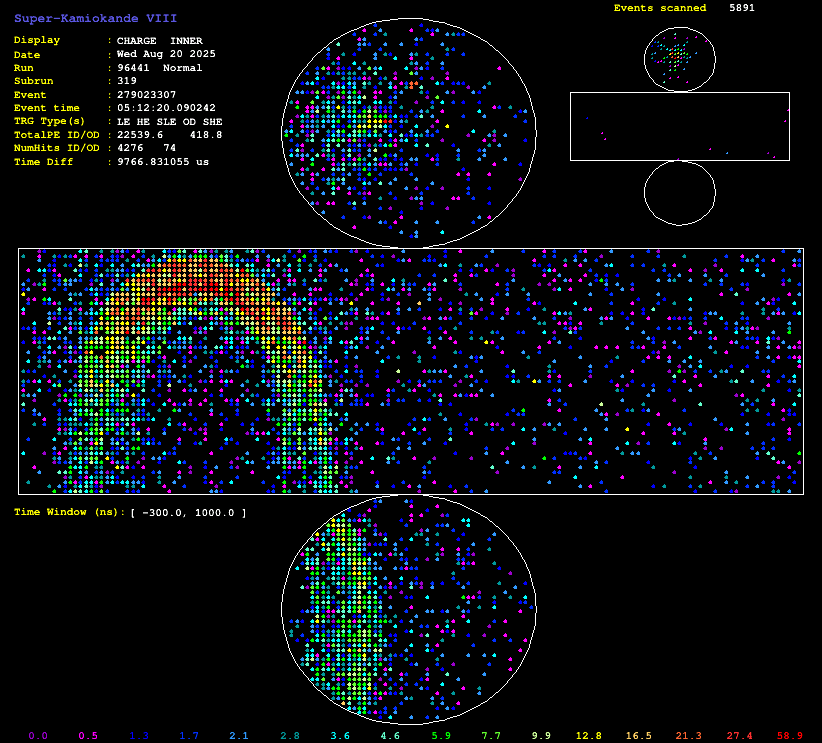 Super-Kamiokande VIII
Display : CHARGE INNER
Date : Wed Aug 20 2025
Run : 96441 Normal
Subrun : 319
Event : 279023307
Event time : 05:12:20.090242
TRG Type(s) : LE HE SLE OD SHE
TotalPE ID/OD : 22539.6 418.8
NumHits ID/OD : 4276 74
Time Diff : 9766.831055 us
Events scanned 5891
Time Window (ns): [ -300.0, 1000.0 ]
0.0 0.5 1.3 1.7 2.1 2.8 3.6 4.6 5.9 7.7 9.9 12.8 16.5 21.3 27.4 58.9